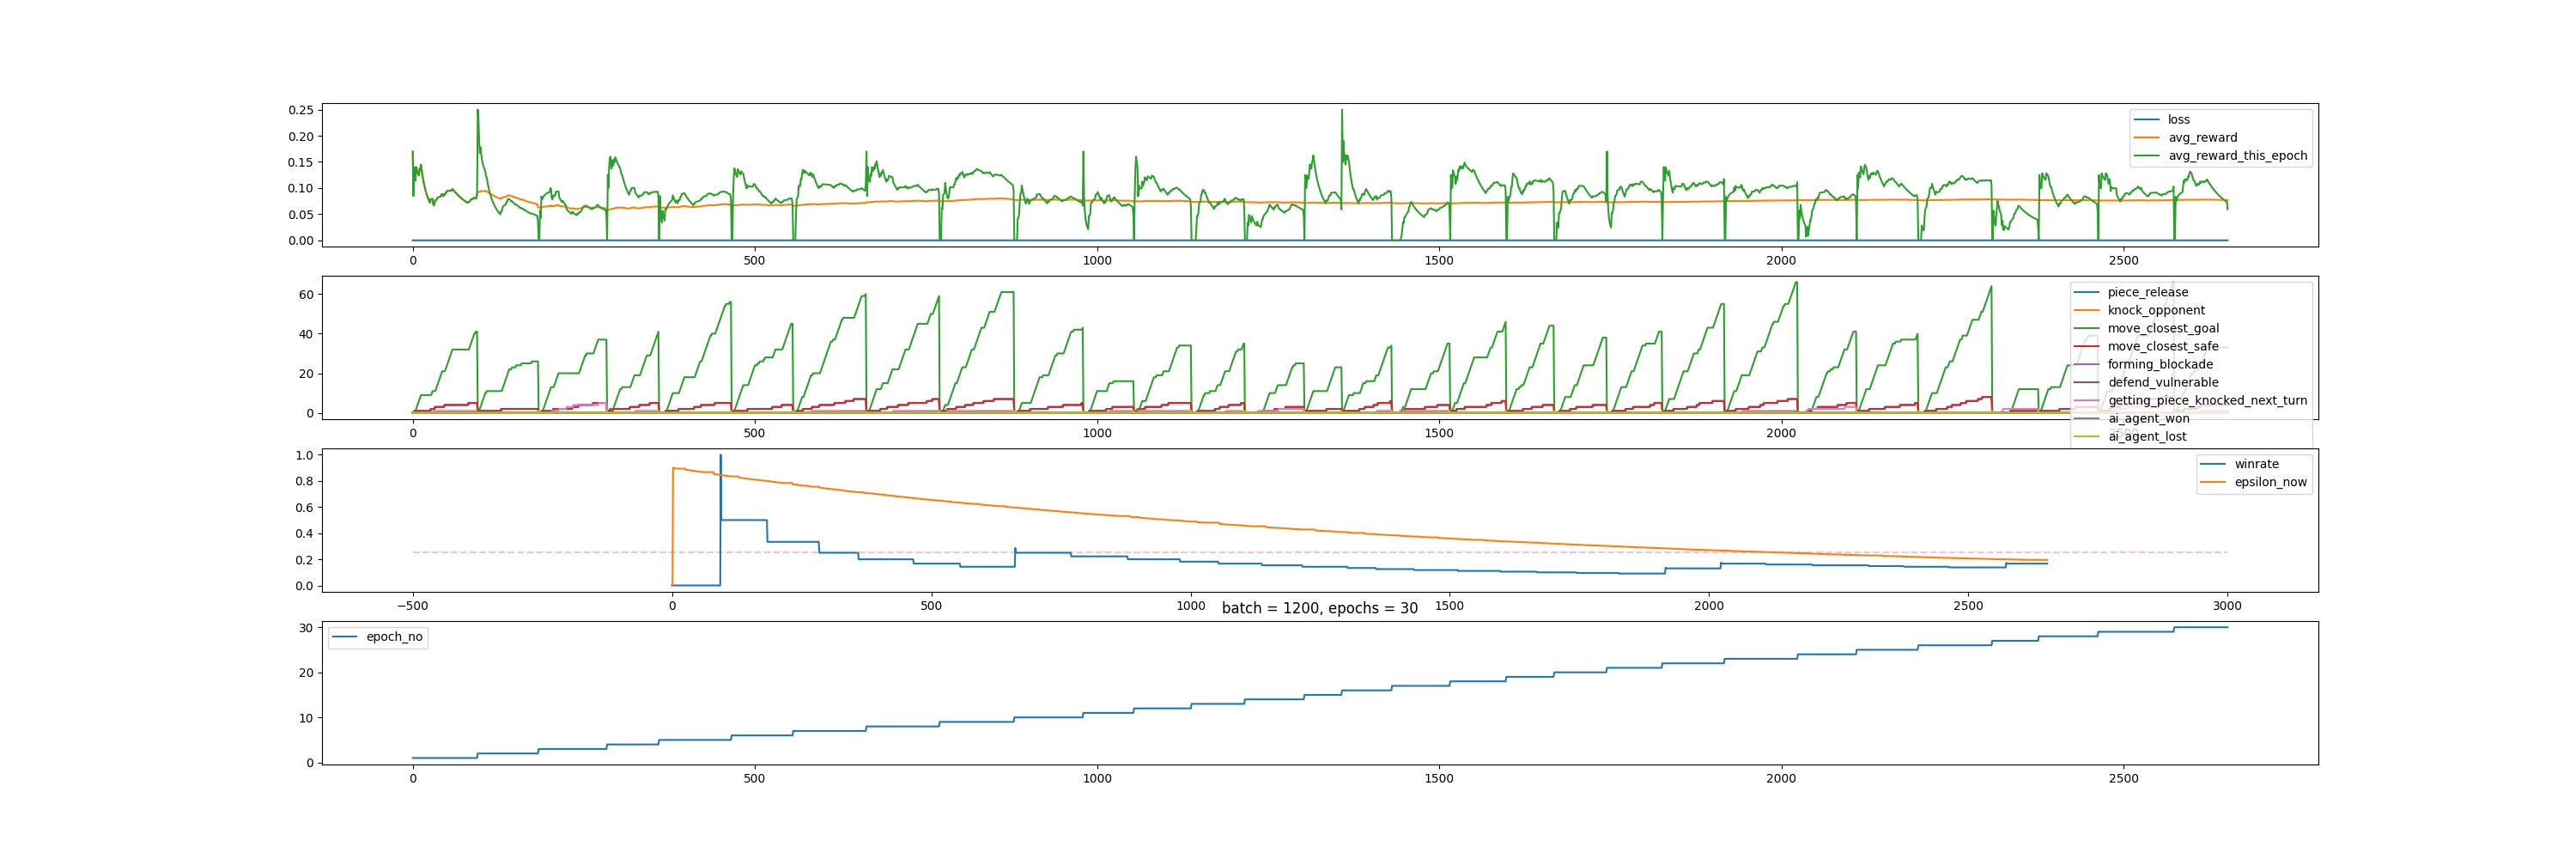 0.25
0.20
0.15
0.10
0.05
0.00
loss
avg_reward
avg_reward_this_epoch
0 500 1000 1500 2000 2500
60
40
20
0
piece_release
knock_opponent
move_closest_goal
move_closest_safe
forming_blockade
defend_vulnerable
getting_piece_knocked_next_turn
ai_agent_won
ai_agent_lost
0 500 1000 1500 2000 2500
1.0
0.8
0.6
0.4
0.2
0.0
winrate
epsilon_now
−500 0 500 1000 1500 2000 2500 3000
batch = 1200, epochs = 30
30
20
10
0
epoch_no
0 500 1000 1500 2000 2500